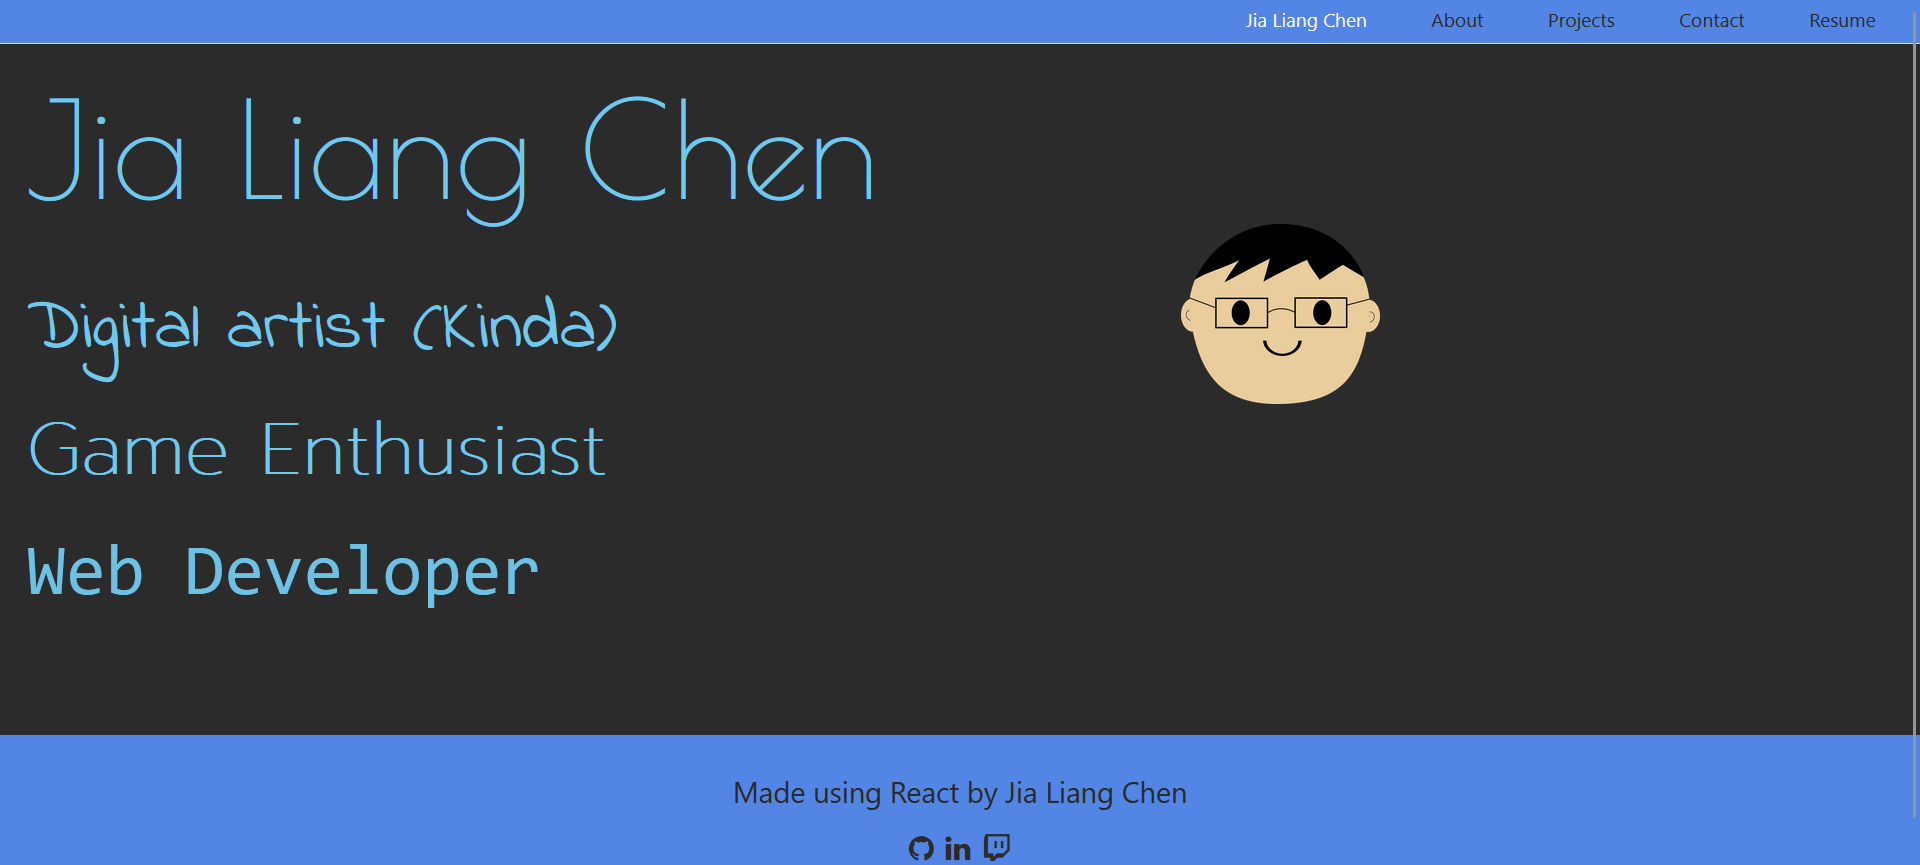 Jia Liang Chen About Projects Contact Resume
Jia Liang Chen
Digital artist (Kinda)
Game Enthusiast
Web Developer
Made using React by Jia Liang Chen
in